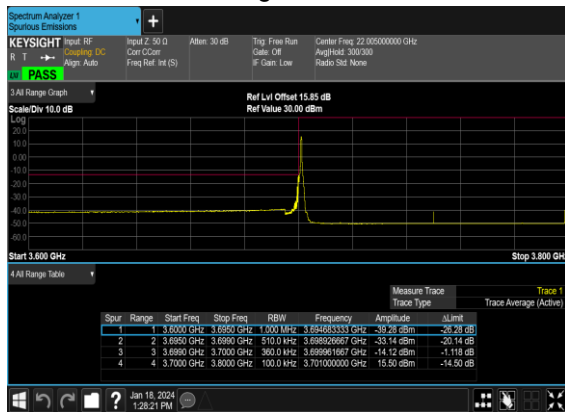 Spectrum Analyzer 1
Spurious Emissions
KEYSIGHT Input: RF Input Z: 50 Ω Atten: 30 dB Trig: Free Run Center Freq: 22.005000000 GHz
R T Coupling: DC Corr CCorr Gate: Off Avg|Hold: 300/300
Align: Auto Freq Ref: Int (S) IF Gain: Low Radio Std: None
LW PASS
3 All Range Graph
Ref Lvl Offset 15.85 dB
Scale/Div 10.0 dB Ref Value 30.00 dBm
Log
20.0
10.0
0.00
-10.0
-20.0
-30.0
-40.0
-50.0
-60.0
Start 3.600 GHz Stop 3.800 GH
4 All Range Table
Measure Trace Trace 1
Trace Type Trace Average (Active)
Spur Range Start Freq Stop Freq RBW Frequency Amplitude ΔLimit
1 1 3.6000 GHz 3.6950 GHz 1.000 MHz 3.694683333 GHz -39.28 dBm -26.28 dB
2 2 3.6950 GHz 3.6990 GHz 510.0 kHz 3.698926667 GHz -33.14 dBm -20.14 dB
3 3 3.6990 GHz 3.7000 GHz 360.0 kHz 3.699961667 GHz -14.12 dBm -1.118 dB
4 4 3.7000 GHz 3.8000 GHz 100.0 kHz 3.701000000 GHz 15.50 dBm -14.50 dB
Jan 18, 2024
1:28:21 PM